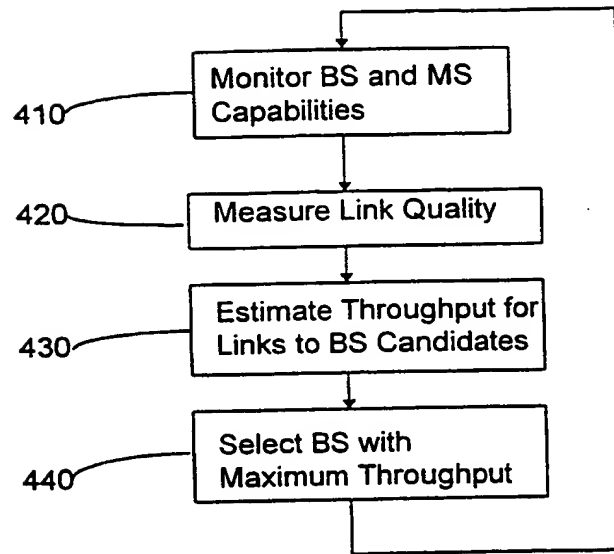 410
Monitor BS and MS
Capabilities
420
Measure Link Quality
430
Estimate Throughput for
Links to BS Candidates
440
Select BS with
Maximum Throughput